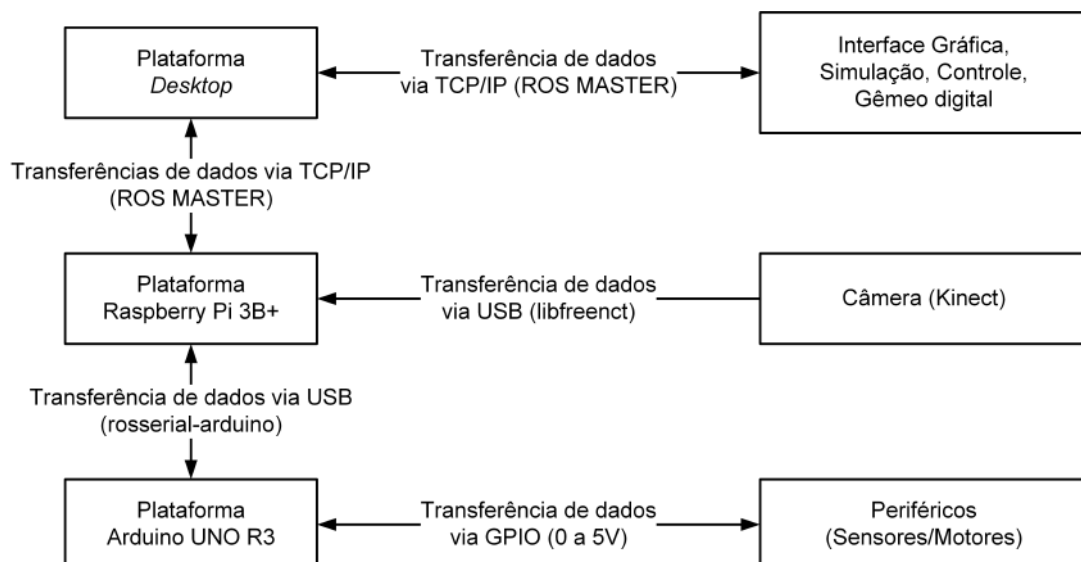 Plataforma
Desktop
Transferência de dados
via TCP/IP (ROS MASTER)
Interface Gráfica,
Simulação, Controle,
Gêmeo digital
Transferências de dados via TCP/IP
(ROS MASTER)
Plataforma
Raspberry Pi 3B+
Transferência de dados
via USB (libfreenct)
Câmera (Kinect)
Transferência de dados via USB
(rosserial-arduino)
Plataforma
Arduino UNO R3
Transferência de dados
via GPIO (0 a 5V)
Periféricos
(Sensores/Motores)